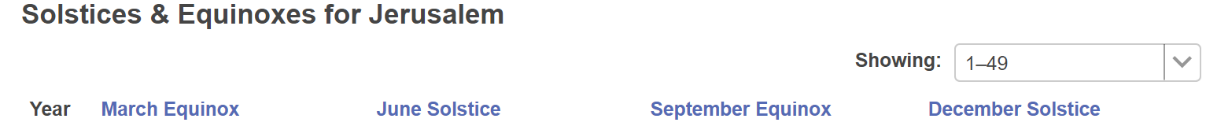 Solstices & Equinoxes for Jerusalem
Showing: 1–49
Year March Equinox June Solstice September Equinox December Solstice